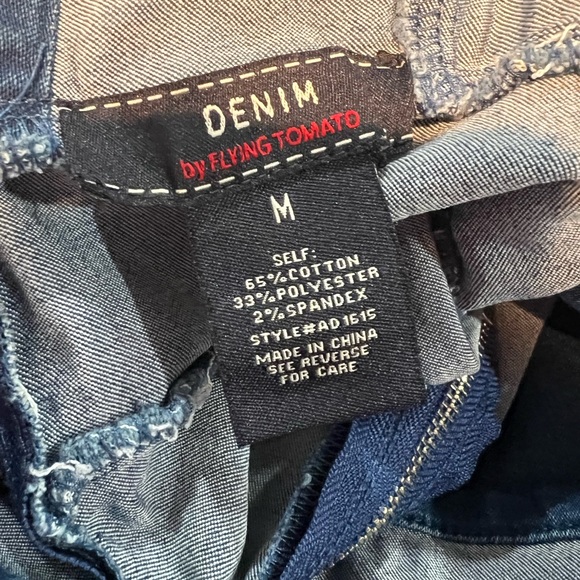 DENIM
by FLYING TOMATO
M
SELF:
65%COTTON
33%POLYESTER
2%SPANDEX
STYLE#AD1615
MADE IN CHINA
SEE REVERSE
FOR CARE